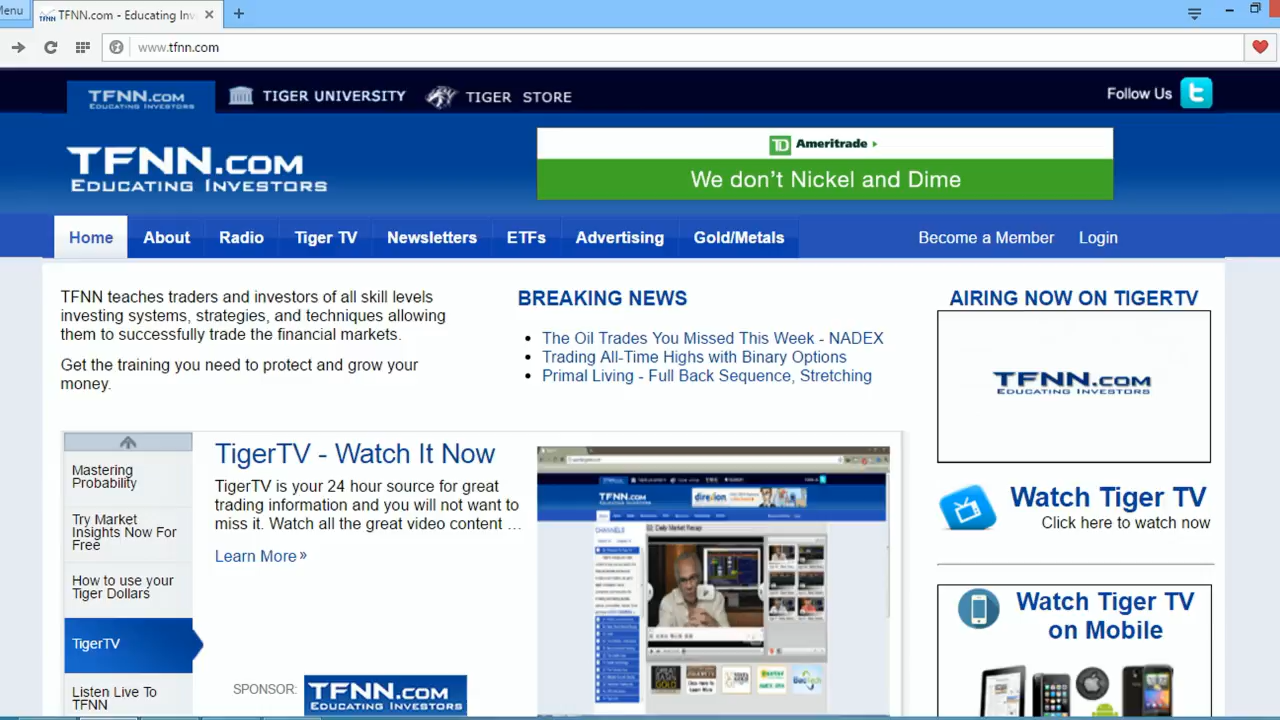 Menu
TFNN.com - Educating Inv
www.tfnn.com
TFNN.COM
EDUCATING INVESTORS
TIGER UNIVERSITY
TIGER STORE
Follow Us
TFNN.COM
EDUCATING INVESTORS
TD Ameritrade
We don't Nickel and Dime
Home
About
Radio
Tiger TV
Newsletters
ETFs
Advertising
Gold/Metals
Become a Member
Login
TFNN teaches traders and investors of all skill levels
investing systems, strategies, and techniques allowing
them to successfully trade the financial markets.
Get the training you need to protect and grow your
money.
BREAKING NEWS
The Oil Trades You Missed This Week - NADEX
Trading All-Time Highs with Binary Options
Primal Living - Full Back Sequence, Stretching
AIRING NOW ON TIGERTV
TFNN.COM
EDUCATING INVESTORS
Watch Tiger TV
Click here to watch now
Watch Tiger TV
on Mobile
Mastering
Probability
Try Market
Insights Now For
Free
How to use your
Tiger Dollars
TigerTV
Listen Live To
TFNN
TigerTV - Watch It Now
TigerTV is your 24 hour source for great
trading information and you will not want to
miss it. Watch all the great video content ...
Learn More »
SPONSOR:
TFNN.COM
EDUCATING INVESTORS
TFNN.COM
direxion